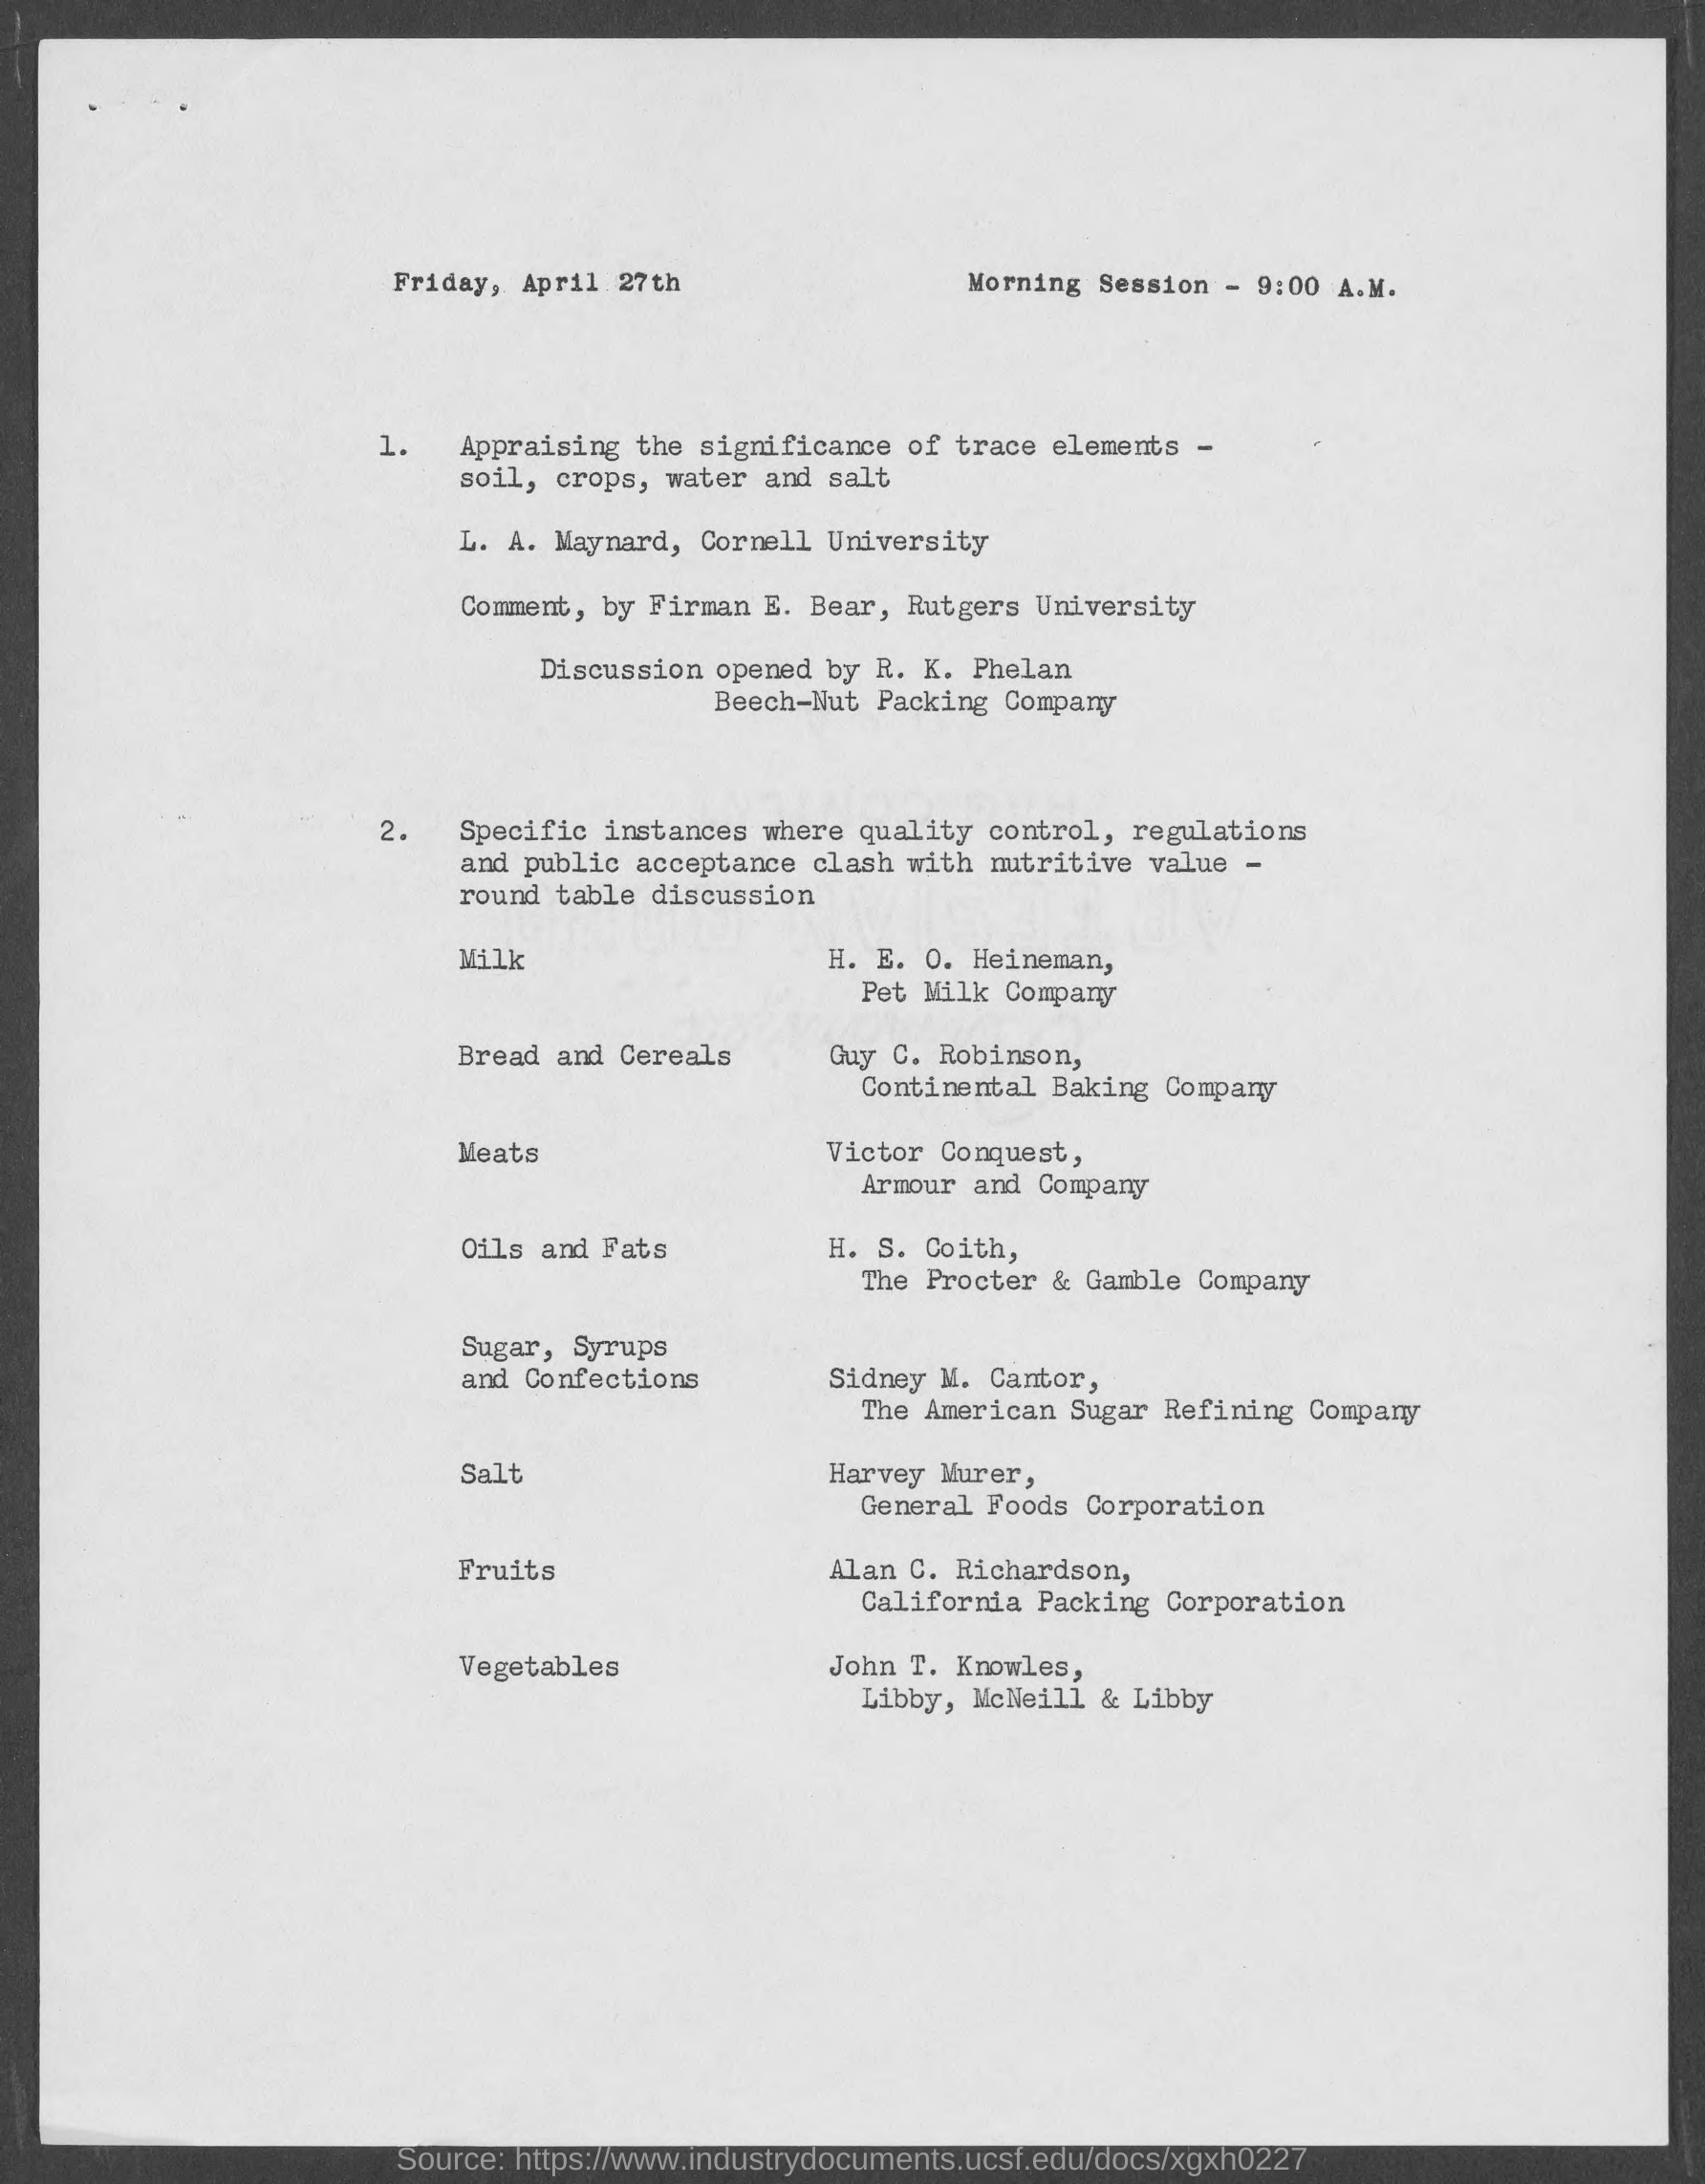 Friday, April 27th Morning Session - 9:00 A.M.
1. Appraising the significance of trace elements -
soil, crops, water and salt
L. A. Maynard, Cornell University
Comment, by Firman E. Bear, Rutgers University
Discussion opened by R. K. Phelan
Beech-Nut Packing Company
2. Specific instances where quality control, regulations
and public acceptance clash with nutritive value -
round table discussion
Milk H. E. O. Heineman,
Pet Milk Company
Bread and Cereals Guy C. Robinson,
Continental Baking Company
Meats Victor Conquest,
Armour and Company
Oils and Fats H. S. Coith,
The Procter & Gamble Company
Sugar, Syrups
and Confections Sidney M. Cantor,
The American Sugar Refining Company
Salt Harvey Murer,
General Foods Corporation
Fruits Alan C. Richardson,
California Packing Corporation
Vegetables John T. Knowles,
Libby, McNeill & Libby
Source: https://www.industrydocuments.ucsf.edu/docs/xgxh0227